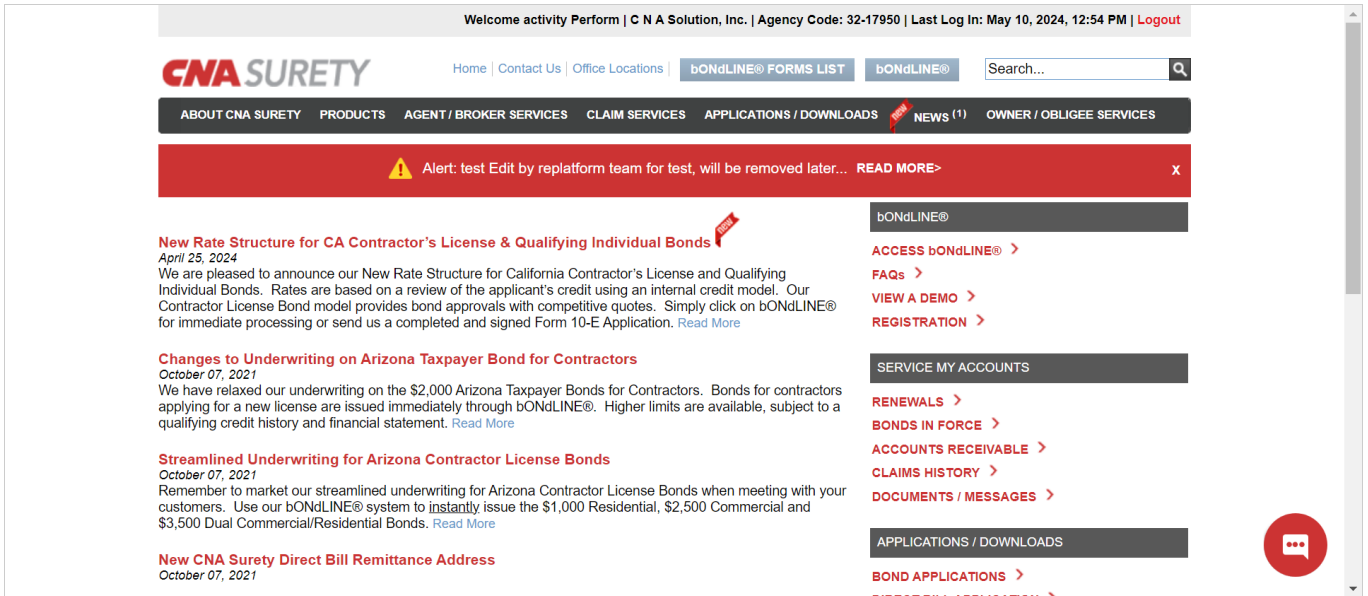 Welcome activity Perform | C N A Solution, Inc. | Agency Code: 32-17950 | Last Log In: May 10, 2024, 12:54 PM | Logout
CNA SURETY
Home | Contact Us | Office Locations |
bONdLINE® FORMS LIST
bONdLINE®
Search...
ABOUT CNA SURETY
PRODUCTS
AGENT / BROKER SERVICES
CLAIM SERVICES
APPLICATIONS / DOWNLOADS
new
NEWS (1)
OWNER / OBLIGEE SERVICES
Alert: test Edit by replatform team for test, will be removed later... READ MORE>
x
New Rate Structure for CA Contractor’s License & Qualifying Individual Bonds
new
April 25, 2024
We are pleased to announce our New Rate Structure for California Contractor’s License and Qualifying
Individual Bonds. Rates are based on a review of the applicant’s credit using an internal credit model. Our
Contractor License Bond model provides bond approvals with competitive quotes. Simply click on bONdLINE®
for immediate processing or send us a completed and signed Form 10-E Application. Read More
Changes to Underwriting on Arizona Taxpayer Bond for Contractors
October 07, 2021
We have relaxed our underwriting on the $2,000 Arizona Taxpayer Bonds for Contractors. Bonds for contractors
applying for a new license are issued immediately through bONdLINE®. Higher limits are available, subject to a
qualifying credit history and financial statement. Read More
Streamlined Underwriting for Arizona Contractor License Bonds
October 07, 2021
Remember to market our streamlined underwriting for Arizona Contractor License Bonds when meeting with your
customers. Use our bONdLINE® system to instantly issue the $1,000 Residential, $2,500 Commercial and
$3,500 Dual Commercial/Residential Bonds. Read More
New CNA Surety Direct Bill Remittance Address
October 07, 2021
bONdLINE®
ACCESS bONdLINE®
FAQs
VIEW A DEMO
REGISTRATION
SERVICE MY ACCOUNTS
RENEWALS
BONDS IN FORCE
ACCOUNTS RECEIVABLE
CLAIMS HISTORY
DOCUMENTS / MESSAGES
APPLICATIONS / DOWNLOADS
BOND APPLICATIONS